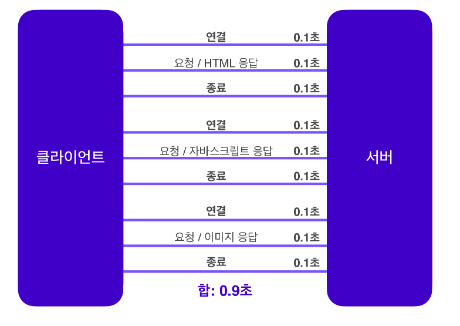 클라이언트
서버
연결 0.1초
요청 / HTML 응답 0.1초
종료 0.1초
연결 0.1초
요청 / 자바스크립트 응답 0.1초
종료 0.1초
연결 0.1초
요청 / 이미지 응답 0.1초
종료 0.1초
합: 0.9초